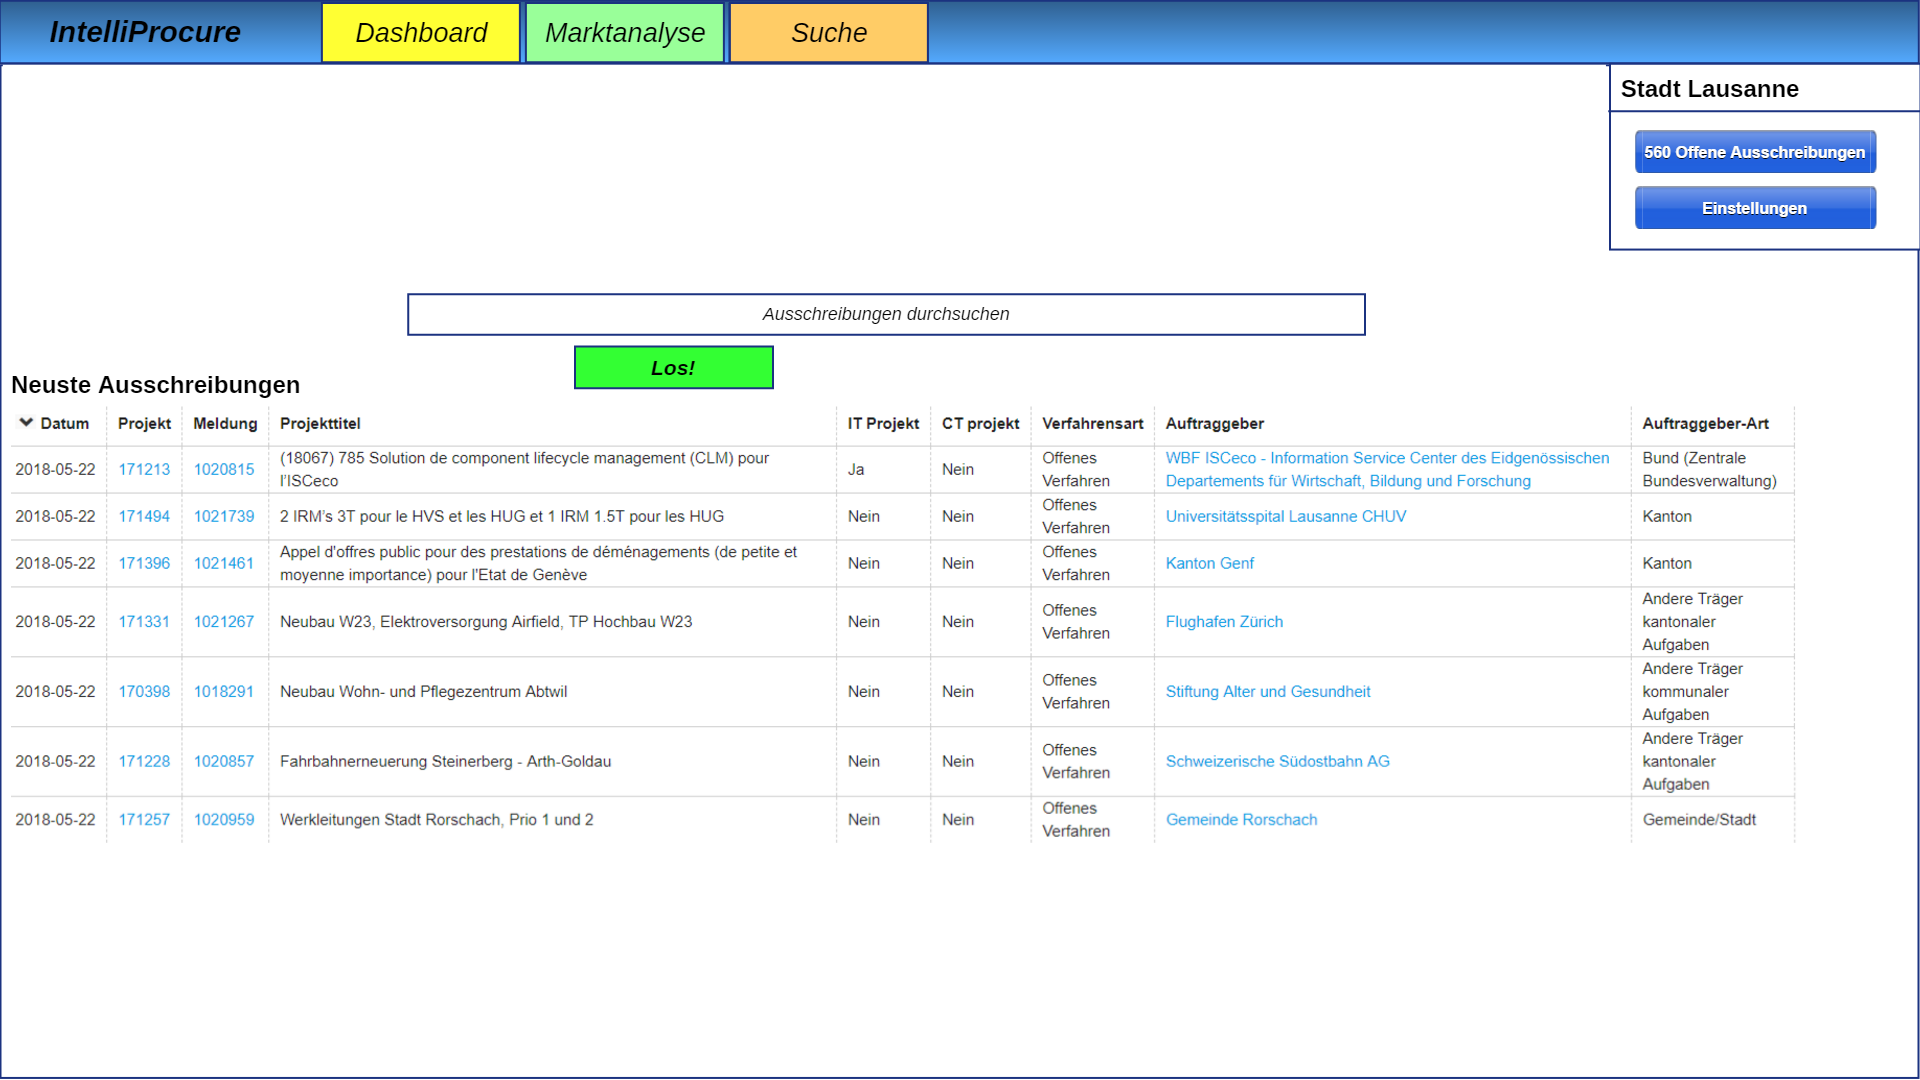 IntelliProcure Dashboard Marktanalyse Suche
Stadt Lausanne
560 Offene Ausschreibungen
Einstellungen
Ausschreibungen durchsuchen
Los!
Neuste Ausschreibungen
Datum Projekt Meldung Projekttitel IT Projekt CT projekt Verfahrensart Auftraggeber Auftraggeber-Art
2018-05-22 171213 1020815 (18067) 785 Solution de component lifecycle management (CLM) pour l'ISCeco Ja Nein Offenes Verfahren WBF ISCeco - Information Service Center des Eidgenössischen Departements für Wirtschaft, Bildung und Forschung Bund (Zentrale Bundesverwaltung)
2018-05-22 171494 1021739 2 IRM's 3T pour le HVS et les HUG et 1 IRM 1.5T pour les HUG Nein Nein Offenes Verfahren Universitätsspital Lausanne CHUV Kanton
2018-05-22 171396 1021461 Appel d'offres public pour des prestations de déménagements (de petite et moyenne importance) pour l'Etat de Genève Nein Nein Offenes Verfahren Kanton Genf Kanton
2018-05-22 171331 1021267 Neubau W23, Elektroversorgung Airfield, TP Hochbau W23 Nein Nein Offenes Verfahren Flughafen Zürich Andere Träger kantonaler Aufgaben
2018-05-22 170398 1018291 Neubau Wohn- und Pflegezentrum Abtwil Nein Nein Offenes Verfahren Stiftung Alter und Gesundheit Andere Träger kommunaler Aufgaben
2018-05-22 171228 1020857 Fahrbahnerneuerung Steinerberg - Arth-Goldau Nein Nein Offenes Verfahren Schweizerische Südostbahn AG Andere Träger kantonaler Aufgaben
2018-05-22 171257 1020959 Werkleitungen Stadt Rorschach, Prio 1 und 2 Nein Nein Offenes Verfahren Gemeinde Rorschach Gemeinde/Stadt